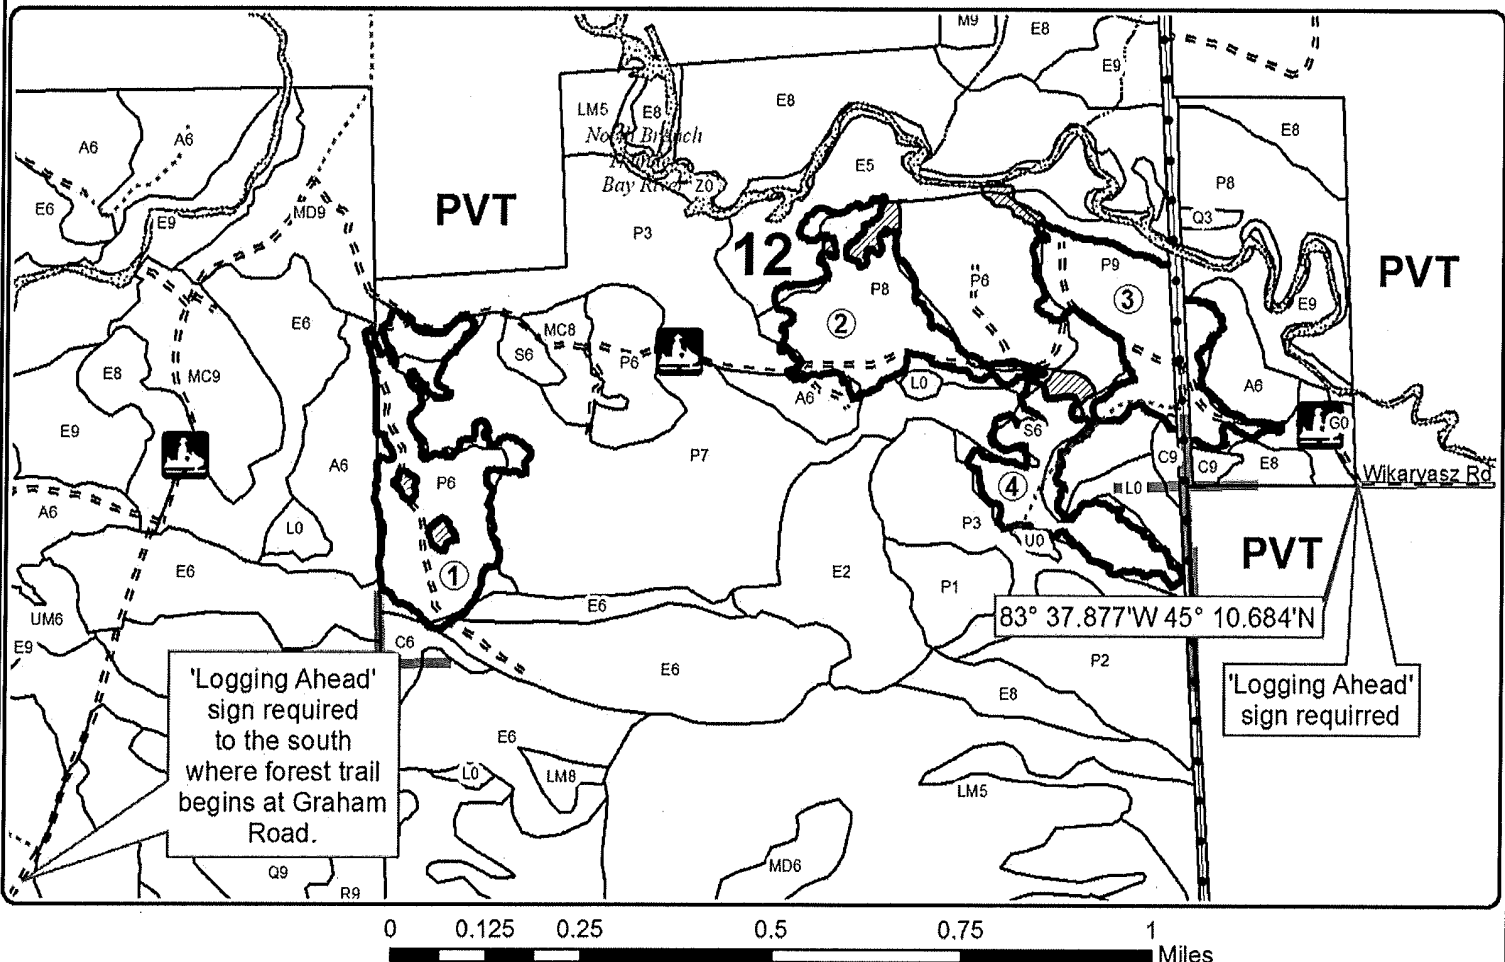 M9
E8
E9
LM5
E8
E8
E8
A6
A6
North Branch
Bay River
Z0
E5
P8
E6
E9
MD9
PVT
P3
Q3
12
P6
P9
PVT
P8
3
E9
E6
MC8
2
S6
P6
E8
MC9
L0
A6
A6
G0
E9
S6
A6
P7
C9
C9
E8
Wikaryasz Rd
P6
4
L0
A6
P3
L0
U0
PVT
E6
1
E2
P1
UM6
E6
83° 37.877'W 45° 10.684'N
E9
C6
E6
P2
'Logging Ahead'
sign required
to the south
where forest trail
begins at Graham
Road.
E8
'Logging Ahead'
sign requirred
E6
L0
LM8
LM5
MD6
Q9
R9
0 0.125 0.25 0.5 0.75 1
Miles